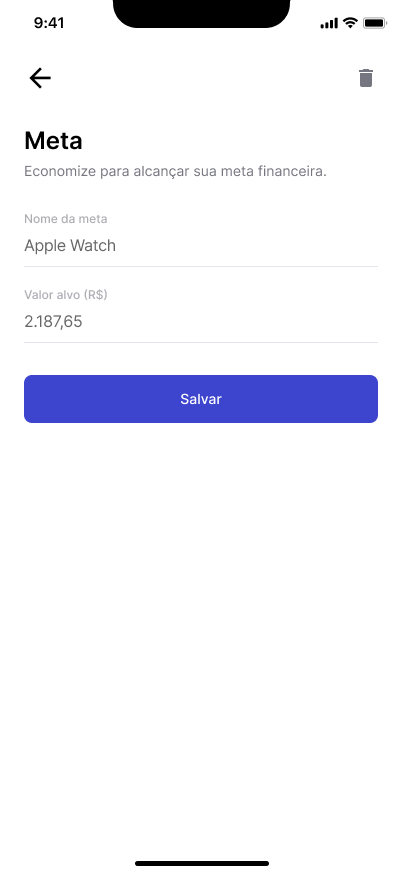 9:41
Meta
Economize para alcançar sua meta financeira.
Nome da meta
Apple Watch
Valor alvo (R$)
2.187,65
Salvar